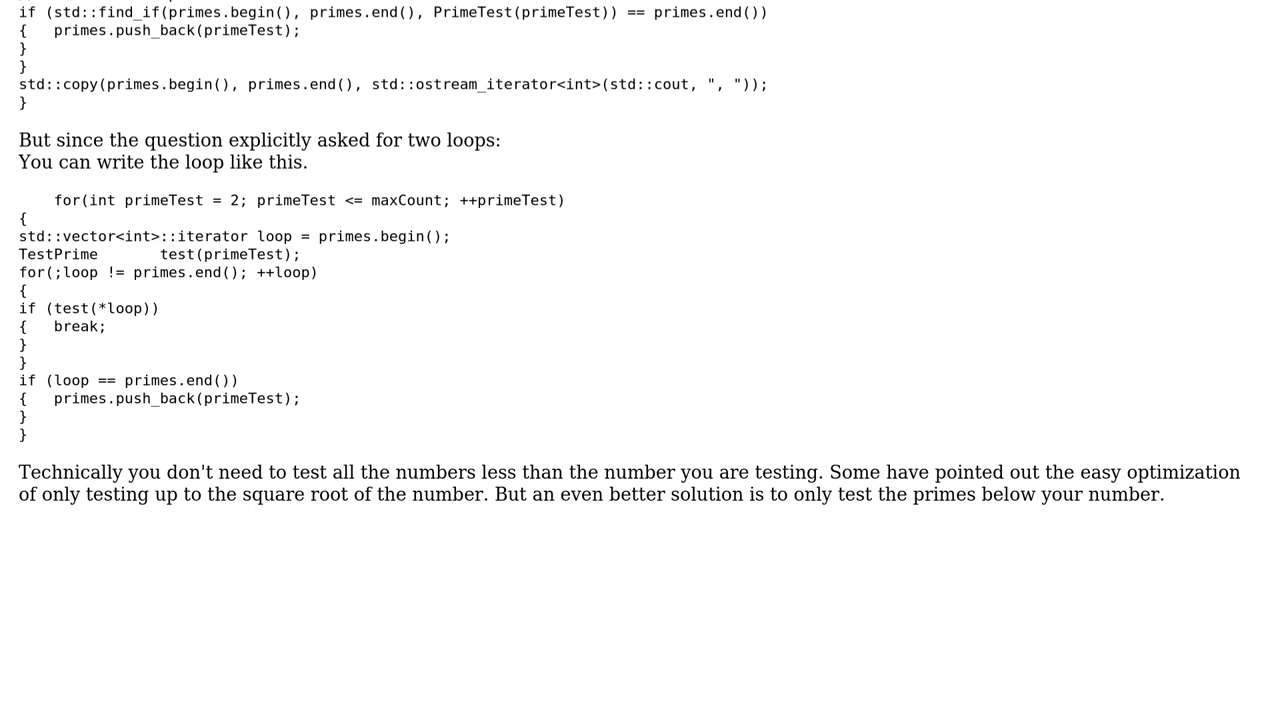 if (std::find_if(primes.begin(), primes.end(), PrimeTest(primeTest)) == primes.end())
{   primes.push_back(primeTest);
}
}
std::copy(primes.begin(), primes.end(), std::ostream_iterator<int>(std::cout, ", "));
}
But since the question explicitly asked for two loops:
You can write the loop like this.
    for(int primeTest = 2; primeTest <= maxCount; ++primeTest)
{
std::vector<int>::iterator loop = primes.begin();
TestPrime       test(primeTest);
for(;loop != primes.end(); ++loop)
{
if (test(*loop))
{   break;
}
}
if (loop == primes.end())
{   primes.push_back(primeTest);
}
}
Technically you don't need to test all the numbers less than the number you are testing. Some have pointed out the easy optimization
of only testing up to the square root of the number. But an even better solution is to only test the primes below your number.